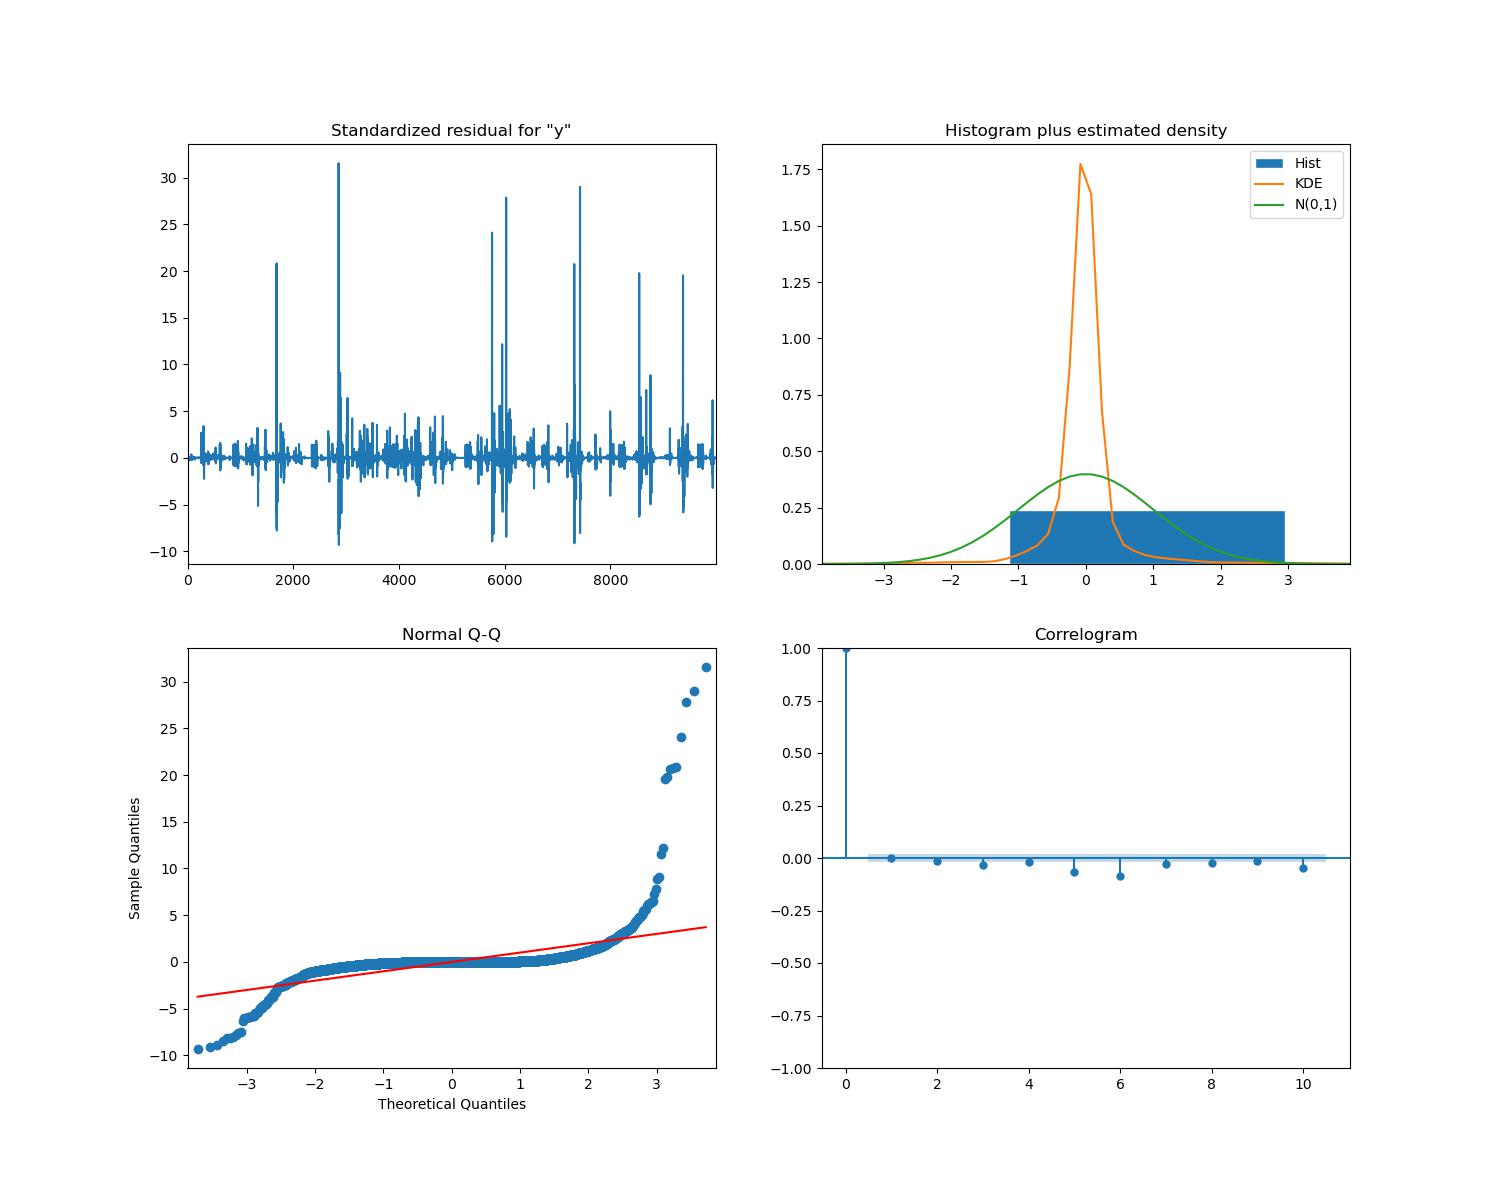 Standardized residual for "y"
30
25
20
15
10
5
0
−5
−10
0 2000 4000 6000 8000
Histogram plus estimated density
Hist
KDE
N(0,1)
1.75
1.50
1.25
1.00
0.75
0.50
0.25
0.00
−3 −2 −1 0 1 2 3
Normal Q-Q
Sample Quantiles
30
25
20
15
10
5
0
−5
−10
−3 −2 −1 0 1 2 3
Theoretical Quantiles
Correlogram
1.00
0.75
0.50
0.25
0.00
−0.25
−0.50
−0.75
−1.00
0 2 4 6 8 10